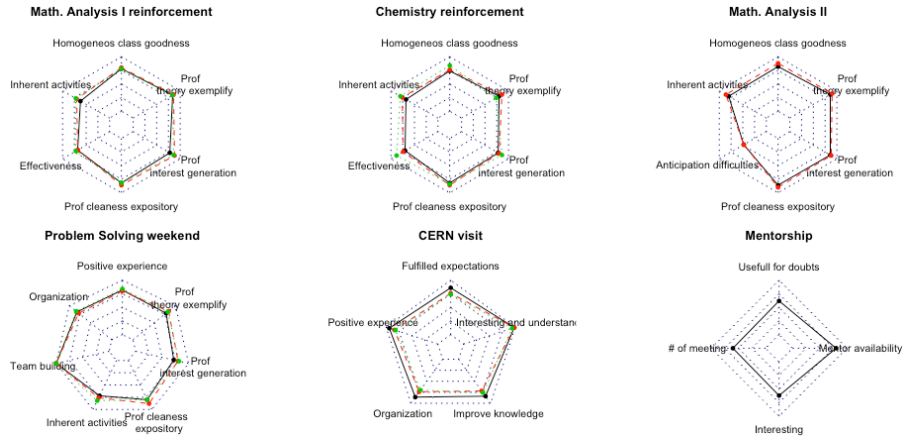 Math. Analysis I reinforcement
Homogeneos class goodness
Inherent activities
Prof
theory exemplify
Effectiveness
Prof
interest generation
Prof cleaness expository
Chemistry reinforcement
Homogeneos class goodness
Inherent activities
Prof
theory exemplify
Effectiveness
Prof
Interest generation
Prof cleaness expository
Math. Analysis II
Homogeneos class goodness
Inherent activities
Prof
theory exemplify
Anticipation difficulties
Prof
Interest generation
Prof cleaness expository
Problem Solving weekend
Positive experience
Organization
Prof
theory exemplify
Team building
Prof
interest generation
Inherent activities
Prof cleaness
expository
CERN visit
Fulfilled expectations
Positive experience
Interesting and understan
Organization
Improve knowledge
Mentorship
Usefull for doubts
# of meeting
Mentor availability
Interesting